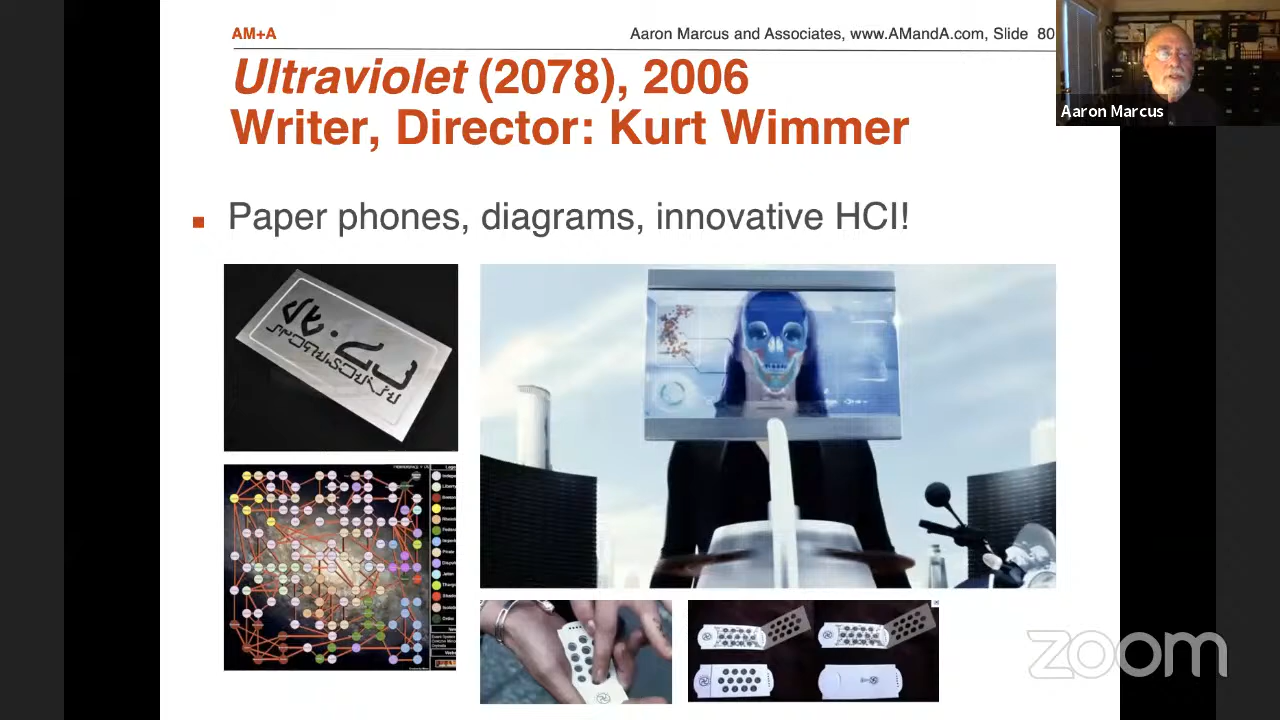 AM+A
Aaron Marcus and Associates, www.AMandA.com, Slide 80
Ultraviolet (2078), 2006
Writer, Director: Kurt Wimmer
▪ Paper phones, diagrams, innovative HCI!
Aaron Marcus
zoom